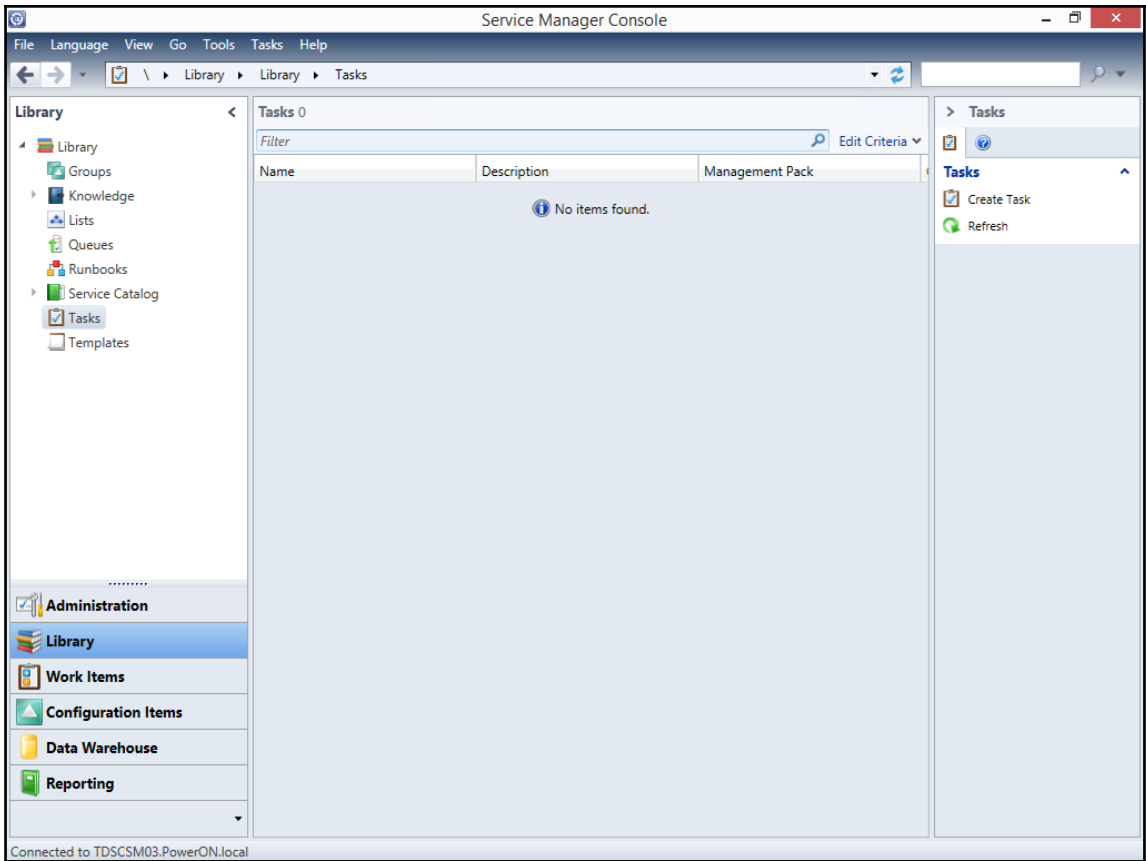 Service Manager Console
File Language View Go Tools Tasks Help
\ Library Library Tasks
Library
Library
Groups
Knowledge
Lists
Queues
Runbooks
Service Catalog
Tasks
Templates
Administration
Library
Work Items
Configuration Items
Data Warehouse
Reporting
Tasks 0
Filter
Edit Criteria
Name Description Management Pack
No items found.
Tasks
Tasks
Create Task
Refresh
Connected to TDSCSM03.PowerON.local